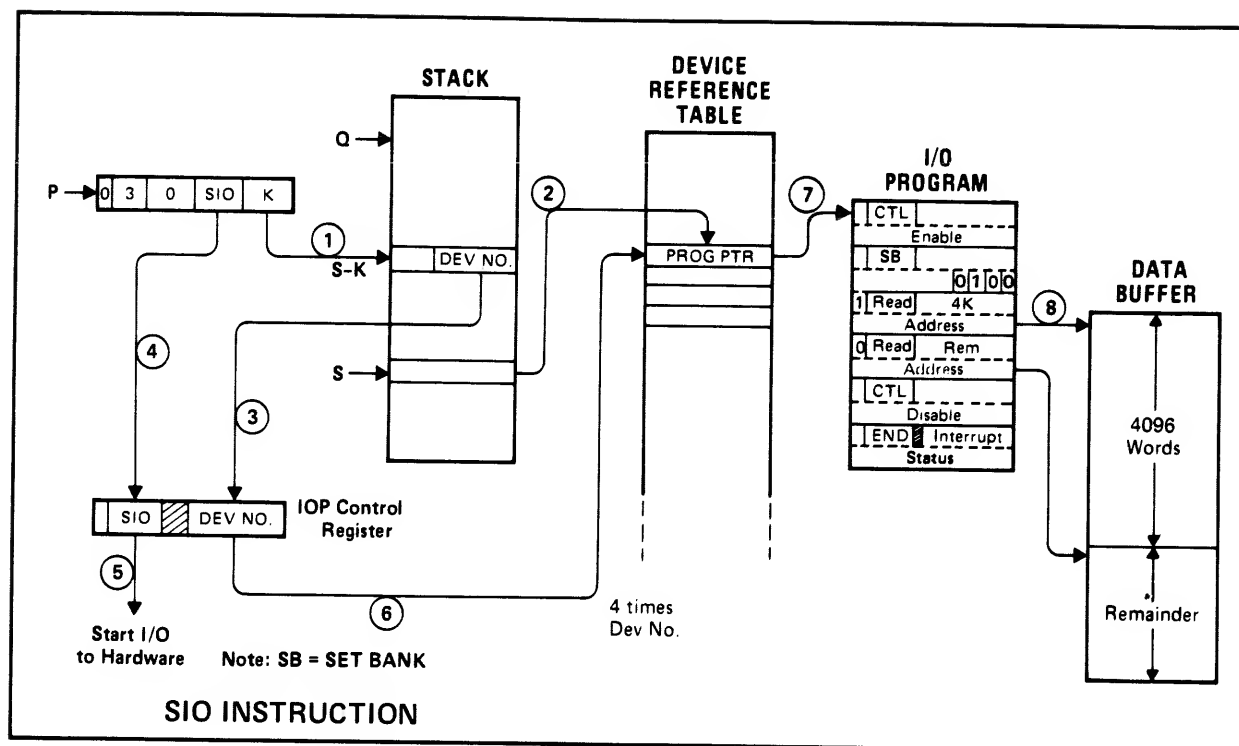 STACK
DEVICE
REFERENCE
TABLE
I/O
PROGRAM
DATA
BUFFER
Q
P
0 3 0 SIO K
1
S-K
DEV NO.
2
PROG PTR
7
CTL
Enable
SB
0 1 0 0
1 Read 4K
Address
0 Read Rem
Address
CTL
Disable
END Interrupt
Status
8
4096
Words
Remainder
4
3
S
SIO DEV NO.
IOP Control
Register
5
6
4 times
Dev No.
Start I/O
to Hardware
Note: SB = SET BANK
SIO INSTRUCTION